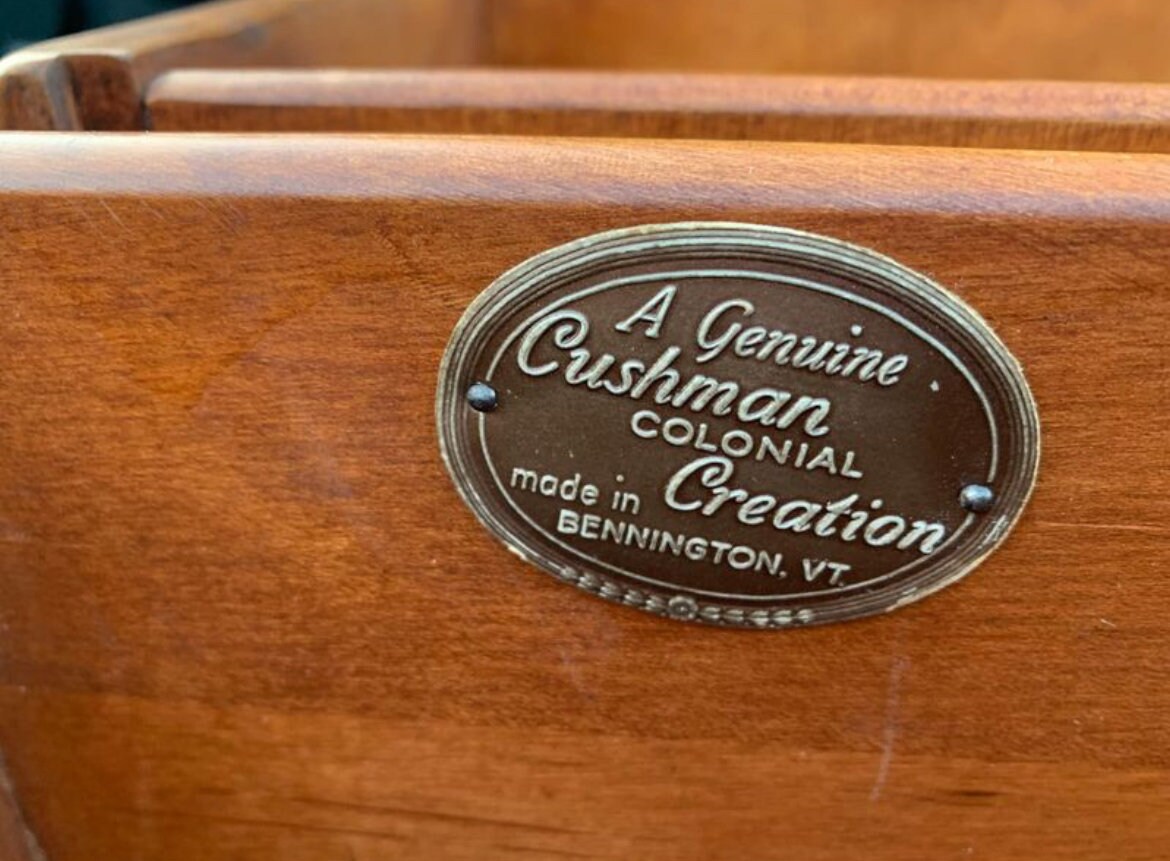 A Genuine
Cushman
COLONIAL
made in Creation
BENNINGTON, VT.